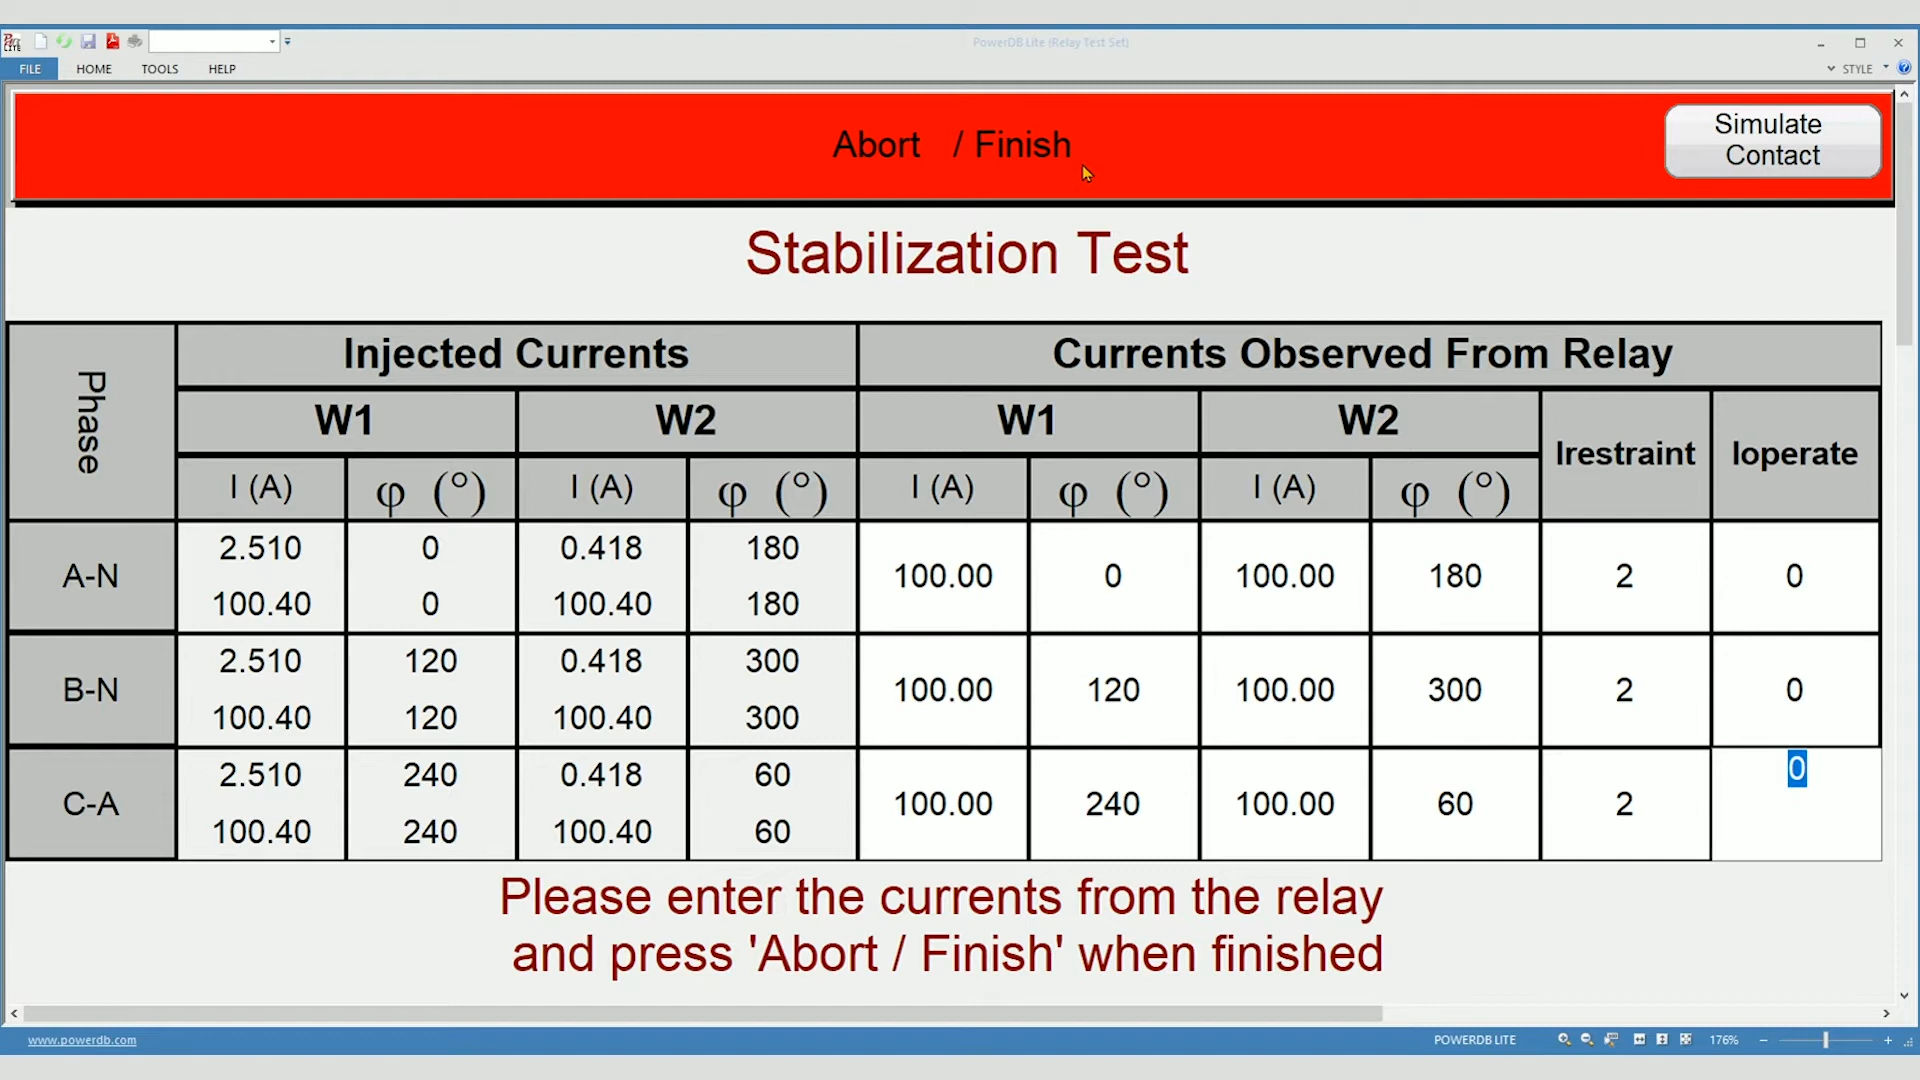 PowerDB Lite (Relay Test Set)
FILE HOME TOOLS HELP STYLE
Abort / Finish
Simulate
Contact
Stabilization Test
Phase
Injected Currents Currents Observed From Relay
W1 W2 W1 W2 Irestraint Ioperate
I (A) φ (°) I (A) φ (°) I (A) φ (°) I (A) φ (°)
A-N
2.510 0 0.418 180
100.40 0 100.40 180
100.00 0 100.00 180 2 0
B-N
2.510 120 0.418 300
100.40 120 100.40 300
100.00 120 100.00 300 2 0
C-A
2.510 240 0.418 60
100.40 240 100.40 60
100.00 240 100.00 60 2 0
Please enter the currents from the relay
and press 'Abort / Finish' when finished
www.powerdb.com POWERDB LITE 176%